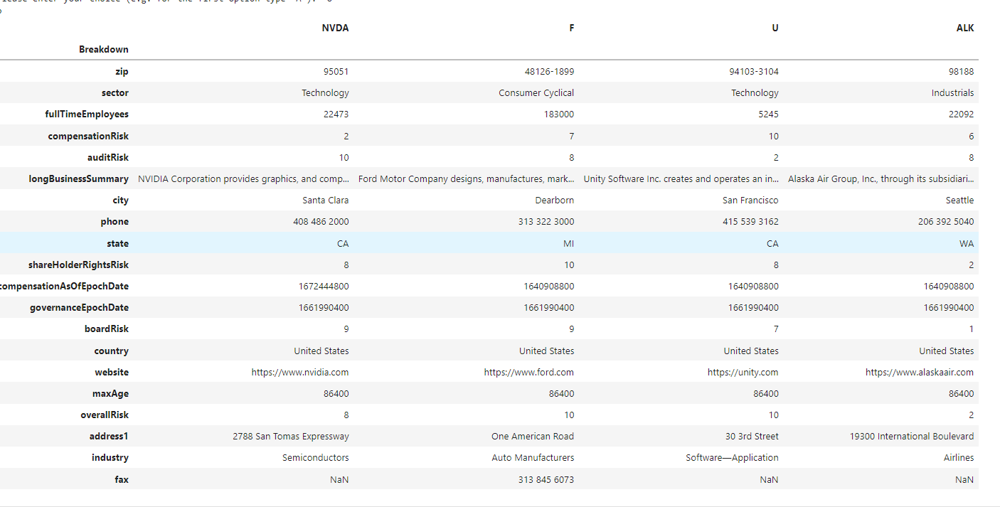 NVDA F U ALK
Breakdown
zip 95051 48126-1899 94103-3104 98188
sector Technology Consumer Cyclical Technology Industrials
fullTimeEmployees 22473 183000 5245 22092
compensationRisk 2 7 10 6
auditRisk 10 8 2 8
longBusinessSummary NVIDIA Corporation provides graphics, and comp... Ford Motor Company designs, manufactures, mark... Unity Software Inc. creates and operates an in... Alaska Air Group, Inc., through its subsidiari...
city Santa Clara Dearborn San Francisco Seattle
phone 408 486 2000 313 322 3000 415 539 3162 206 392 5040
state CA MI CA WA
shareHolderRightsRisk 8 10 8 2
compensationAsOfEpochDate 1672444800 1640908800 1640908800 1640908800
governanceEpochDate 1661990400 1661990400 1661990400 1661990400
boardRisk 9 9 7 1
country United States United States United States United States
website https://www.nvidia.com https://www.ford.com https://unity.com https://www.alaskaair.com
maxAge 86400 86400 86400 86400
overallRisk 8 10 10 2
address1 2788 San Tomas Expressway One American Road 30 3rd Street 19300 International Boulevard
industry Semiconductors Auto Manufacturers Software—Application Airlines
fax NaN 313 845 6073 NaN NaN